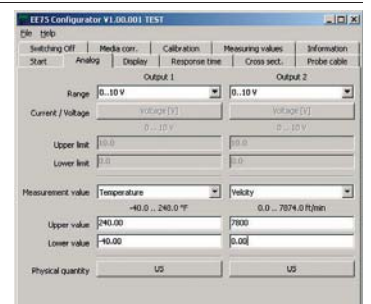 EE75 Configurator V1.00.001 TEST
File Help
Switching Off Media corr. Calibration Measuring values Information
Start Analog Display Response time Cross sect. Probe cable
Output 1 Output 2
Range 0..10 V 0..10 V
Current / Voltage Voltage [V] Voltage [V]
0 .. 10 V 0 .. 10 V
Upper limit 10.0 10.0
Lower limit 0.0 0.0
Measurement value Temperature Velocity
-40.0 .. 240.0 °F 0.0 .. 7874.0 ft/min
Upper value 240.00 7800
Lower value -40.00 0.00
Physical quantity US US